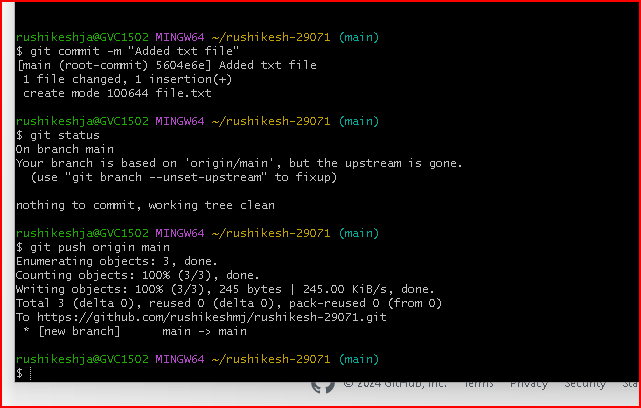 rushikeshja@GVC1502 MINGW64 ~/rushikesh-29071 (main)
$ git commit -m "Added txt file"
[main (root-commit) 5604e6e] Added txt file
 1 file changed, 1 insertion(+)
 create mode 100644 file.txt

rushikeshja@GVC1502 MINGW64 ~/rushikesh-29071 (main)
$ git status
On branch main
Your branch is based on 'origin/main', but the upstream is gone.
  (use "git branch --unset-upstream" to fixup)

nothing to commit, working tree clean

rushikeshja@GVC1502 MINGW64 ~/rushikesh-29071 (main)
$ git push origin main
Enumerating objects: 3, done.
Counting objects: 100% (3/3), done.
Writing objects: 100% (3/3), 245 bytes | 245.00 KiB/s, done.
Total 3 (delta 0), reused 0 (delta 0), pack-reused 0 (from 0)
To https://github.com/rushikeshmj/rushikesh-29071.git
 * [new branch]      main -> main

rushikeshja@GVC1502 MINGW64 ~/rushikesh-29071 (main)
$
© 2024 GitHub, Inc. Terms Privacy Security Sta